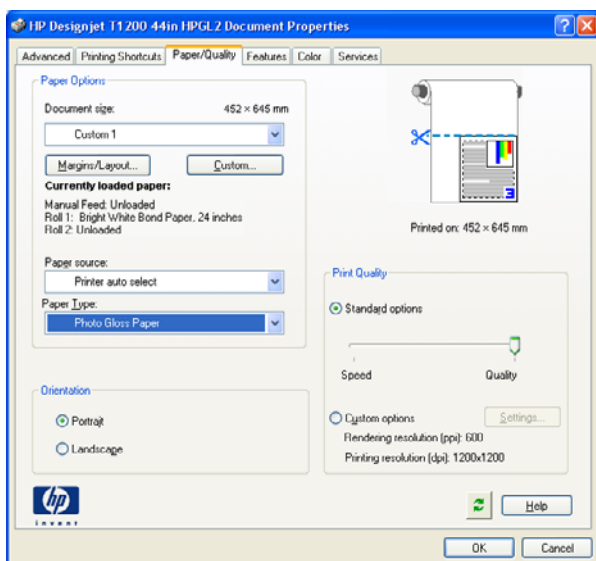 HP Designjet T1200 44in HPGL2 Document Properties
Advanced Printing Shortcuts Paper/Quality Features Color Services
Paper Options
Document size: 452 × 645 mm
Custom 1
Margins/Layout... Custom...
Currently loaded paper:
Manual Feed: Unloaded
Roll 1: Bright White Bond Paper, 24 inches
Roll 2: Unloaded
Paper source:
Printer auto select
Paper Type:
Photo Gloss Paper
Orientation
Portrait
Landscape
3
Printed on: 452 × 645 mm
Print Quality
Standard options
Speed Quality
Custom options Settings...
Rendering resolution (ppi): 600
Printing resolution (dpi): 1200x1200
hp
invent
Help
OK Cancel